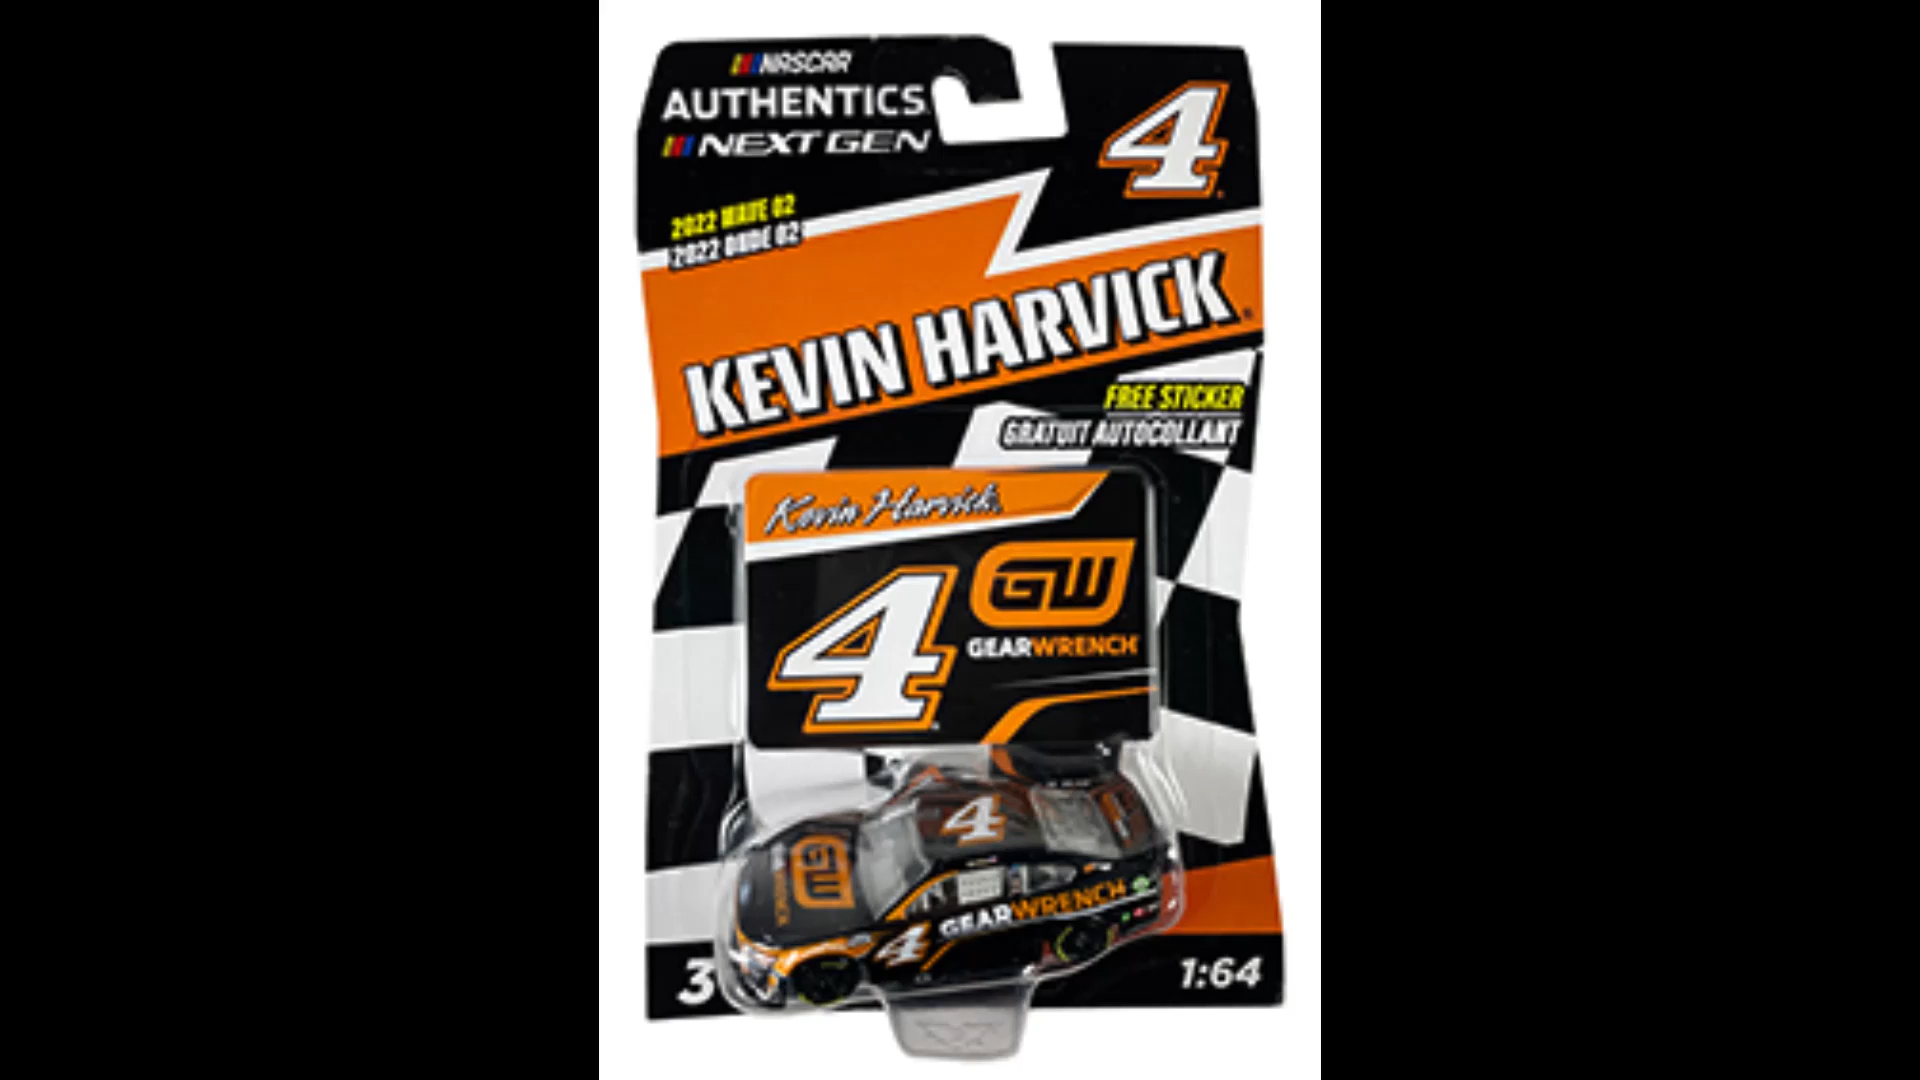 NASCAR
AUTHENTICS
NEXT GEN
4
2022 WAVE 02
2022 ONDE 02
KEVIN HARVICK
FREE STICKER
GRATUIT AUTOCOLLANT
Kevin Harvick
GW
4
GEARWRENCH
4
GW
GEARWRENCH
4
3
1:64